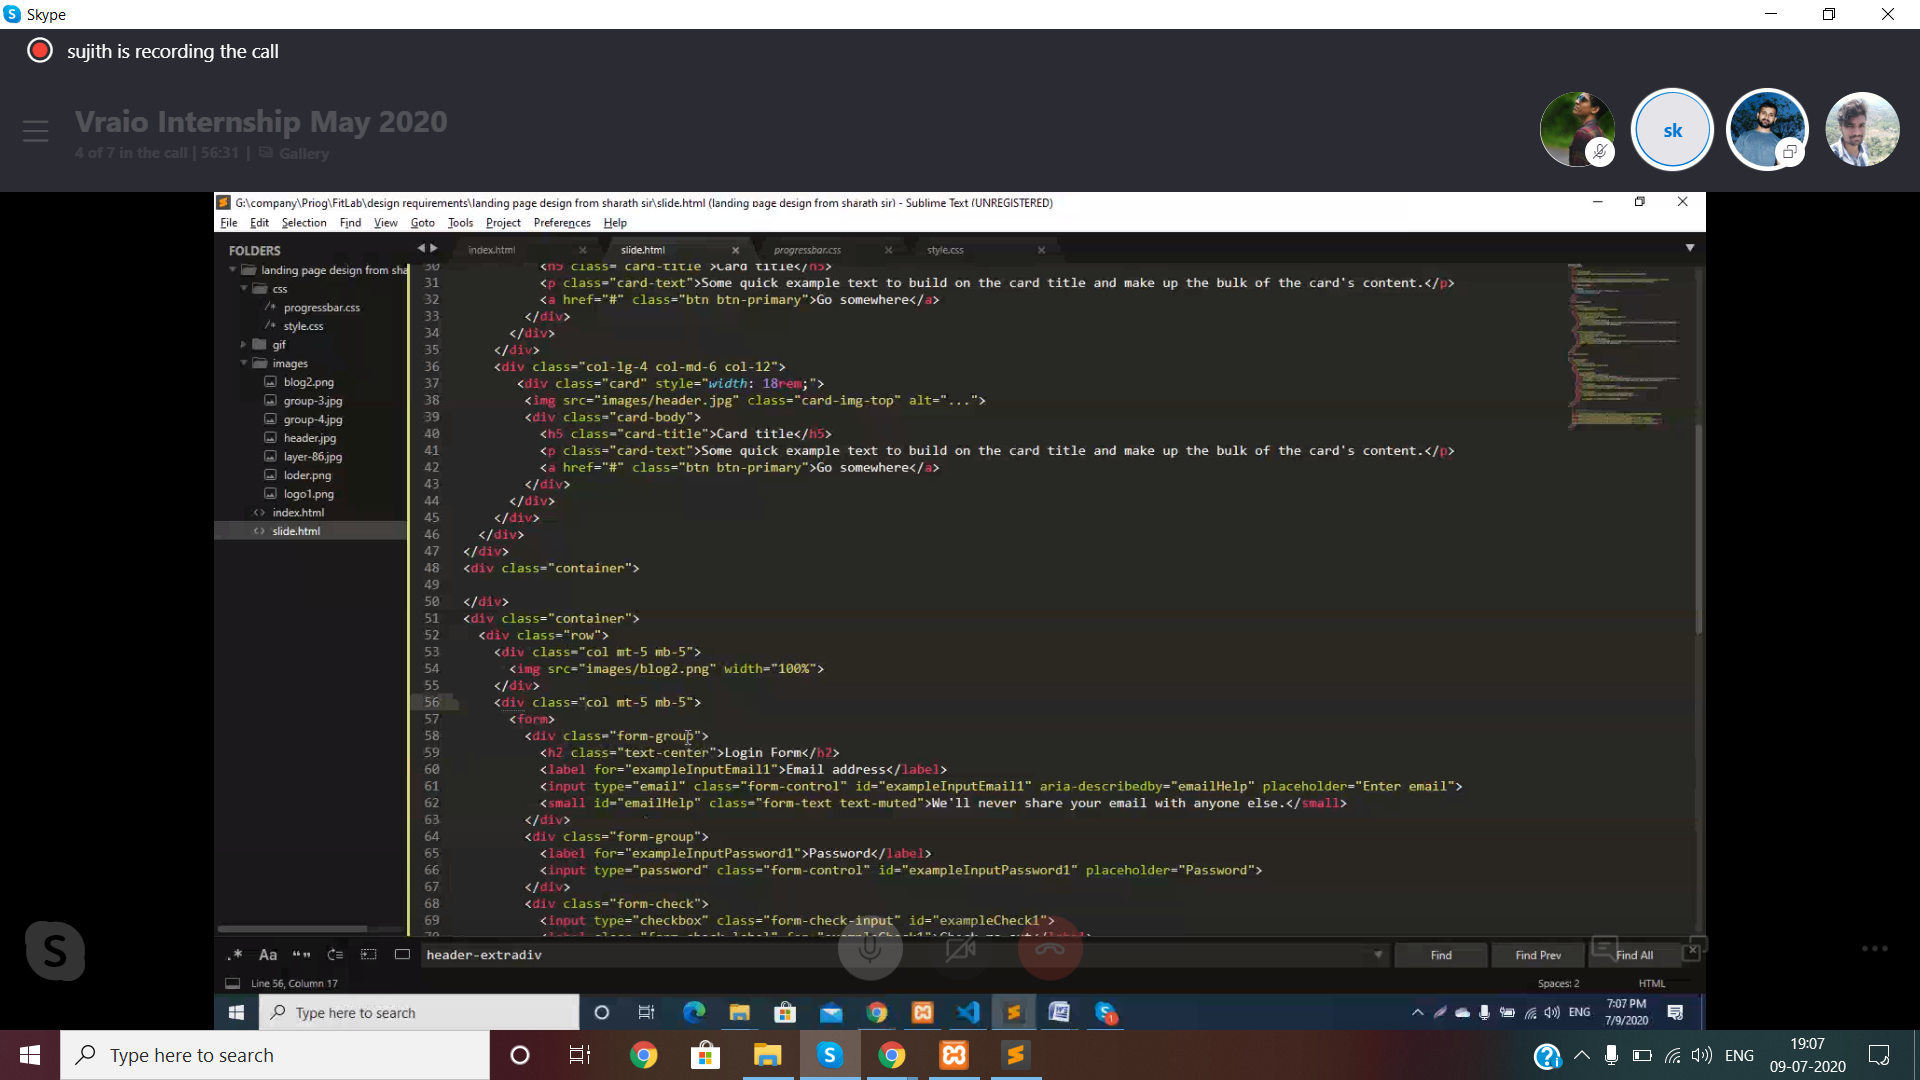 Skype
sujith is recording the call
Vraio Internship May 2020
4 of 7 in the call | 56:31 | Gallery
sk
G:\company\Priog\FitLab\design requirements\landing page design from sharath sir\slide.html (landing page design from sharath sir) - Sublime Text (UNREGISTERED)
File Edit Selection Find View Goto Tools Project Preferences Help
FOLDERS
landing page design from sha
css
progressbar.css
style.css
gif
images
blog2.png
group-3.jpg
group-4.jpg
header.jpg
layer-86.jpg
loder.png
logo1.png
index.html
slide.html
index.html slide.html progressbar.css style.css
30 <h5 class="card-title">Card title</h5>
31 <p class="card-text">Some quick example text to build on the card title and make up the bulk of the card's content.</p>
32 <a href="#" class="btn btn-primary">Go somewhere</a>
33 </div>
34 </div>
35 </div>
36 <div class="col-lg-4 col-md-6 col-12">
37 <div class="card" style="width: 18rem;">
38 <img src="images/header.jpg" class="card-img-top" alt="...">
39 <div class="card-body">
40 <h5 class="card-title">Card title</h5>
41 <p class="card-text">Some quick example text to build on the card title and make up the bulk of the card's content.</p>
42 <a href="#" class="btn btn-primary">Go somewhere</a>
43 </div>
44 </div>
45 </div>
46 </div>
47 </div>
48 <div class="container">
49
50 </div>
51 <div class="container">
52 <div class="row">
53 <div class="col mt-5 mb-5">
54 <img src="images/blog2.png" width="100%">
55 </div>
56 <div class="col mt-5 mb-5">
57 <form>
58 <div class="form-group">
59 <h2 class="text-center">Login Form</h2>
60 <label for="exampleInputEmail1">Email address</label>
61 <input type="email" class="form-control" id="exampleInputEmail1" aria-describedby="emailHelp" placeholder="Enter email">
62 <small id="emailHelp" class="form-text text-muted">We'll never share your email with anyone else.</small>
63 </div>
64 <div class="form-group">
65 <label for="exampleInputPassword1">Password</label>
66 <input type="password" class="form-control" id="exampleInputPassword1" placeholder="Password">
67 </div>
68 <div class="form-check">
69 <input type="checkbox" class="form-check-input" id="exampleCheck1">
.* Aa “” header-extradiv Find Find Prev Find All
Line 56, Column 17 Spaces: 2 HTML
Type here to search ENG 7:07 PM
7/9/2020
Type here to search ENG 19:07
09-07-2020